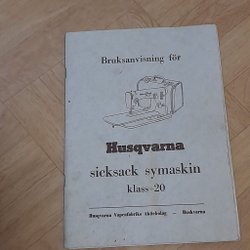 Bruksanvisning för
Husqvarna
sicksack symaskin
klass-20
Husqvarna Vapenfabriks Aktiebolag — Huskvarna